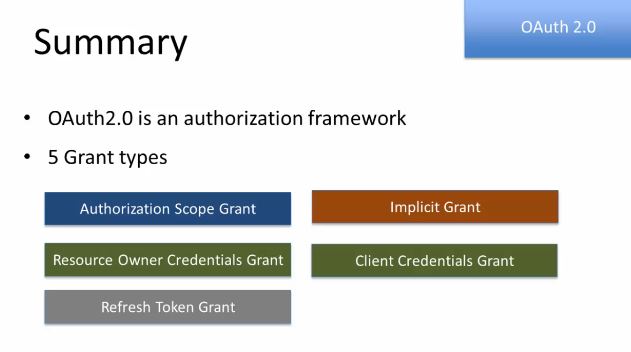 Summary
OAuth 2.0
• OAuth2.0 is an authorization framework
• 5 Grant types
Authorization Scope Grant
Implicit Grant
Resource Owner Credentials Grant
Client Credentials Grant
Refresh Token Grant